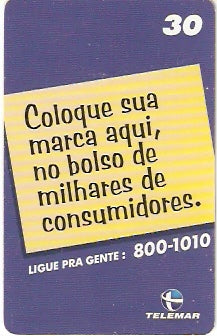 30
Coloque sua
marca aqui,
no bolso de
milhares de
consumidores.
LIGUE PRA GENTE: 800-1010
TELEMAR